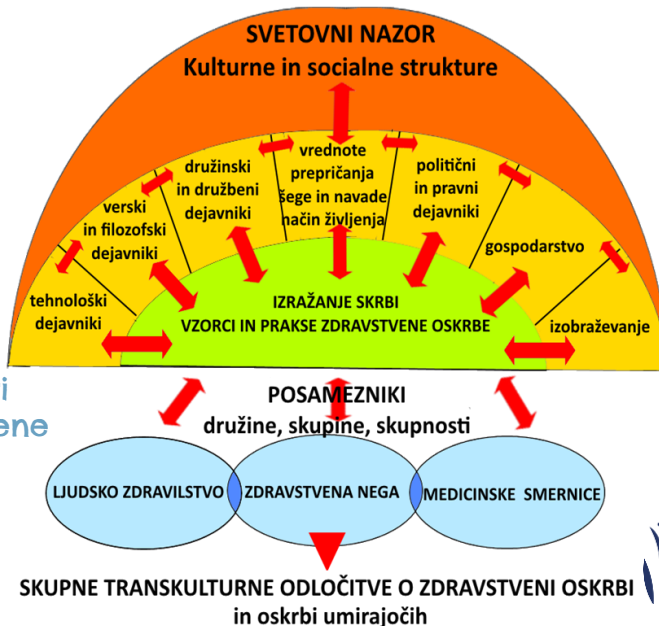 SVETOVNI NAZOR
Kulturne in socialne strukture
tehnološki
dejavniki
verski
in filozofski
dejavniki
družinski
in družbeni
dejavniki
vrednote
prepričanja
šege in navade
način življenja
politični
in pravni
dejavniki
gospodarstvo
izobraževanje
IZRAŽANJE SKRBI
VZORCI IN PRAKSE ZDRAVSTVENE OSKRBE
POSAMEZNIKI
družine, skupine, skupnosti
LJUDSKO ZDRAVILSTVO
ZDRAVSTVENA NEGA
MEDICINSKE SMERNICE
SKUPNE TRANSKULTURNE ODLOČITVE O ZDRAVSTVENI OSKRBI
in oskrbi umirajočih